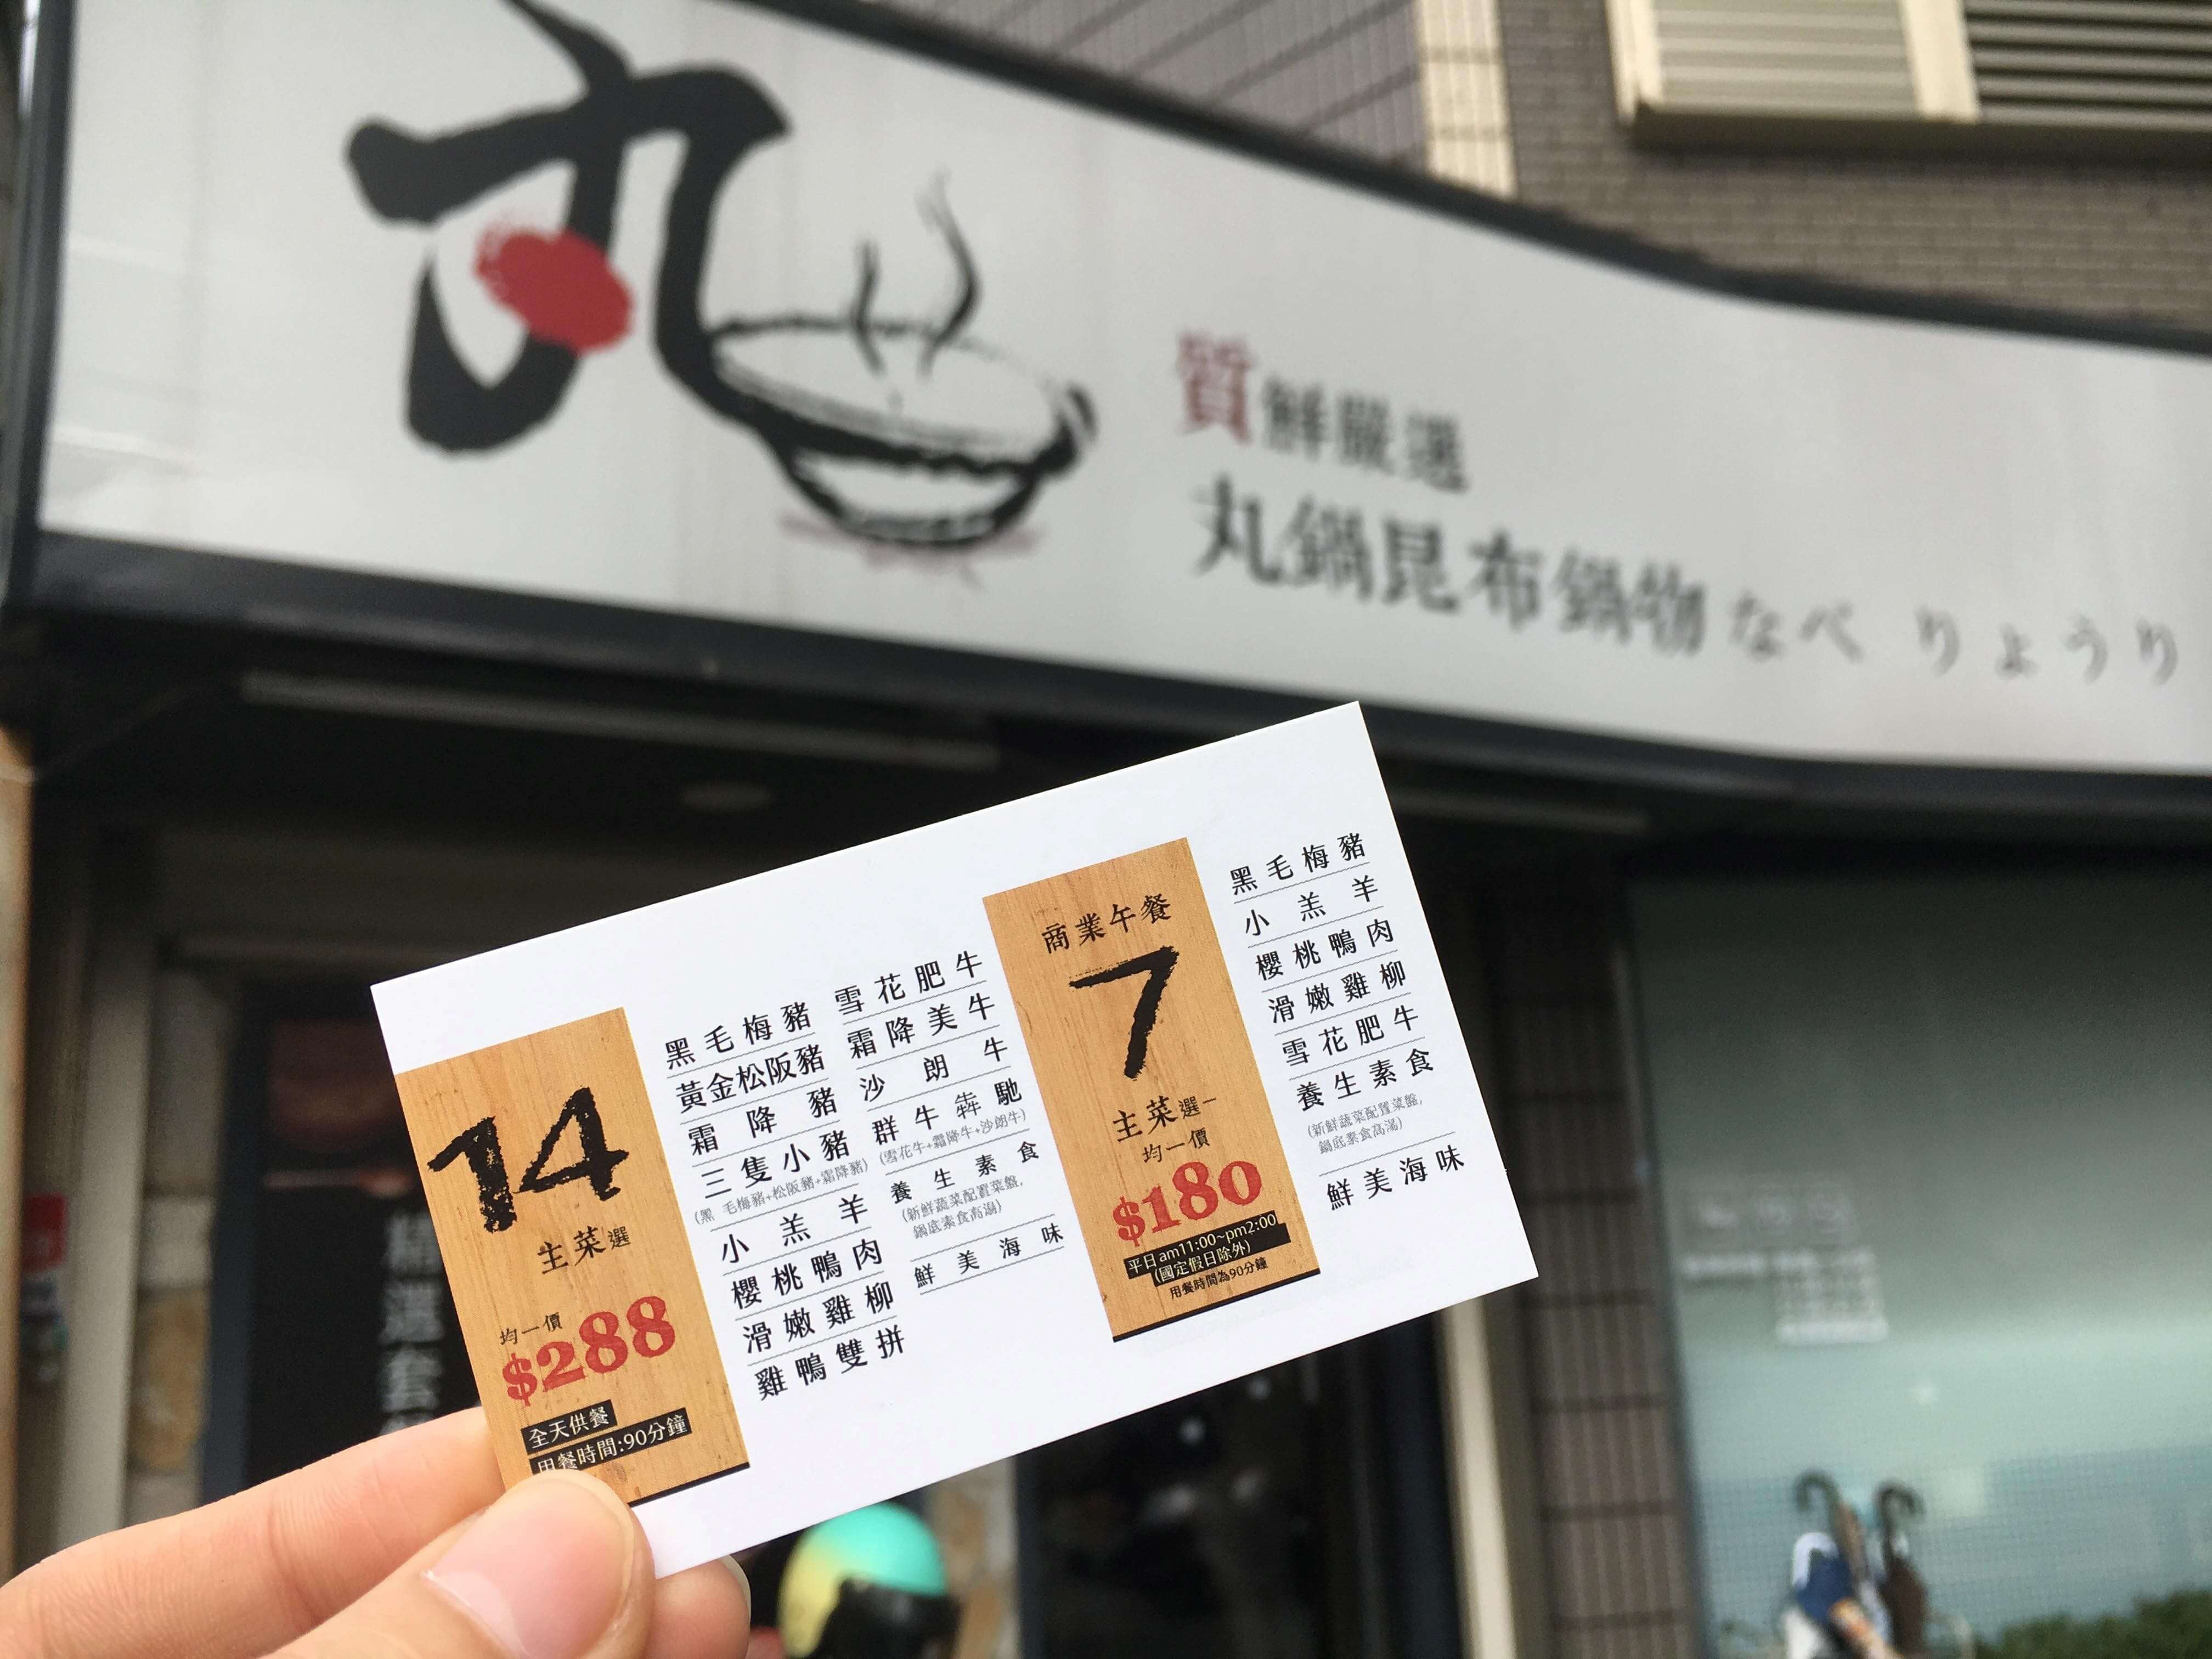 丸
質鮮嚴選
丸鍋昆布鍋物 なべ りょうり
14
主菜選
均一價
$288
全天供餐
用餐時間:90分鐘
黑毛梅豬
黃金松阪豬
霜降豬
三隻小豬
(黑毛梅豬+松阪豬+霜降豬)
小羔羊
櫻桃鴨肉
滑嫩雞柳
雞鴨雙拼
雪花肥牛
霜降美牛
沙朗牛
群牛犇馳
(雪花牛+霜降牛+沙朗牛)
養生素食
(新鮮蔬菜配置菜盤,
鍋底素食高湯)
鮮美海味
商業午餐
7
主菜選一
均一價
$180
平日am11:00~pm2:00
(國定假日除外)
用餐時間為90分鐘
黑毛梅豬
小羔羊
櫻桃鴨肉
滑嫩雞柳
雪花肥牛
養生素食
(新鮮蔬菜配置菜盤,
鍋底素食高湯)
鮮美海味
精選套